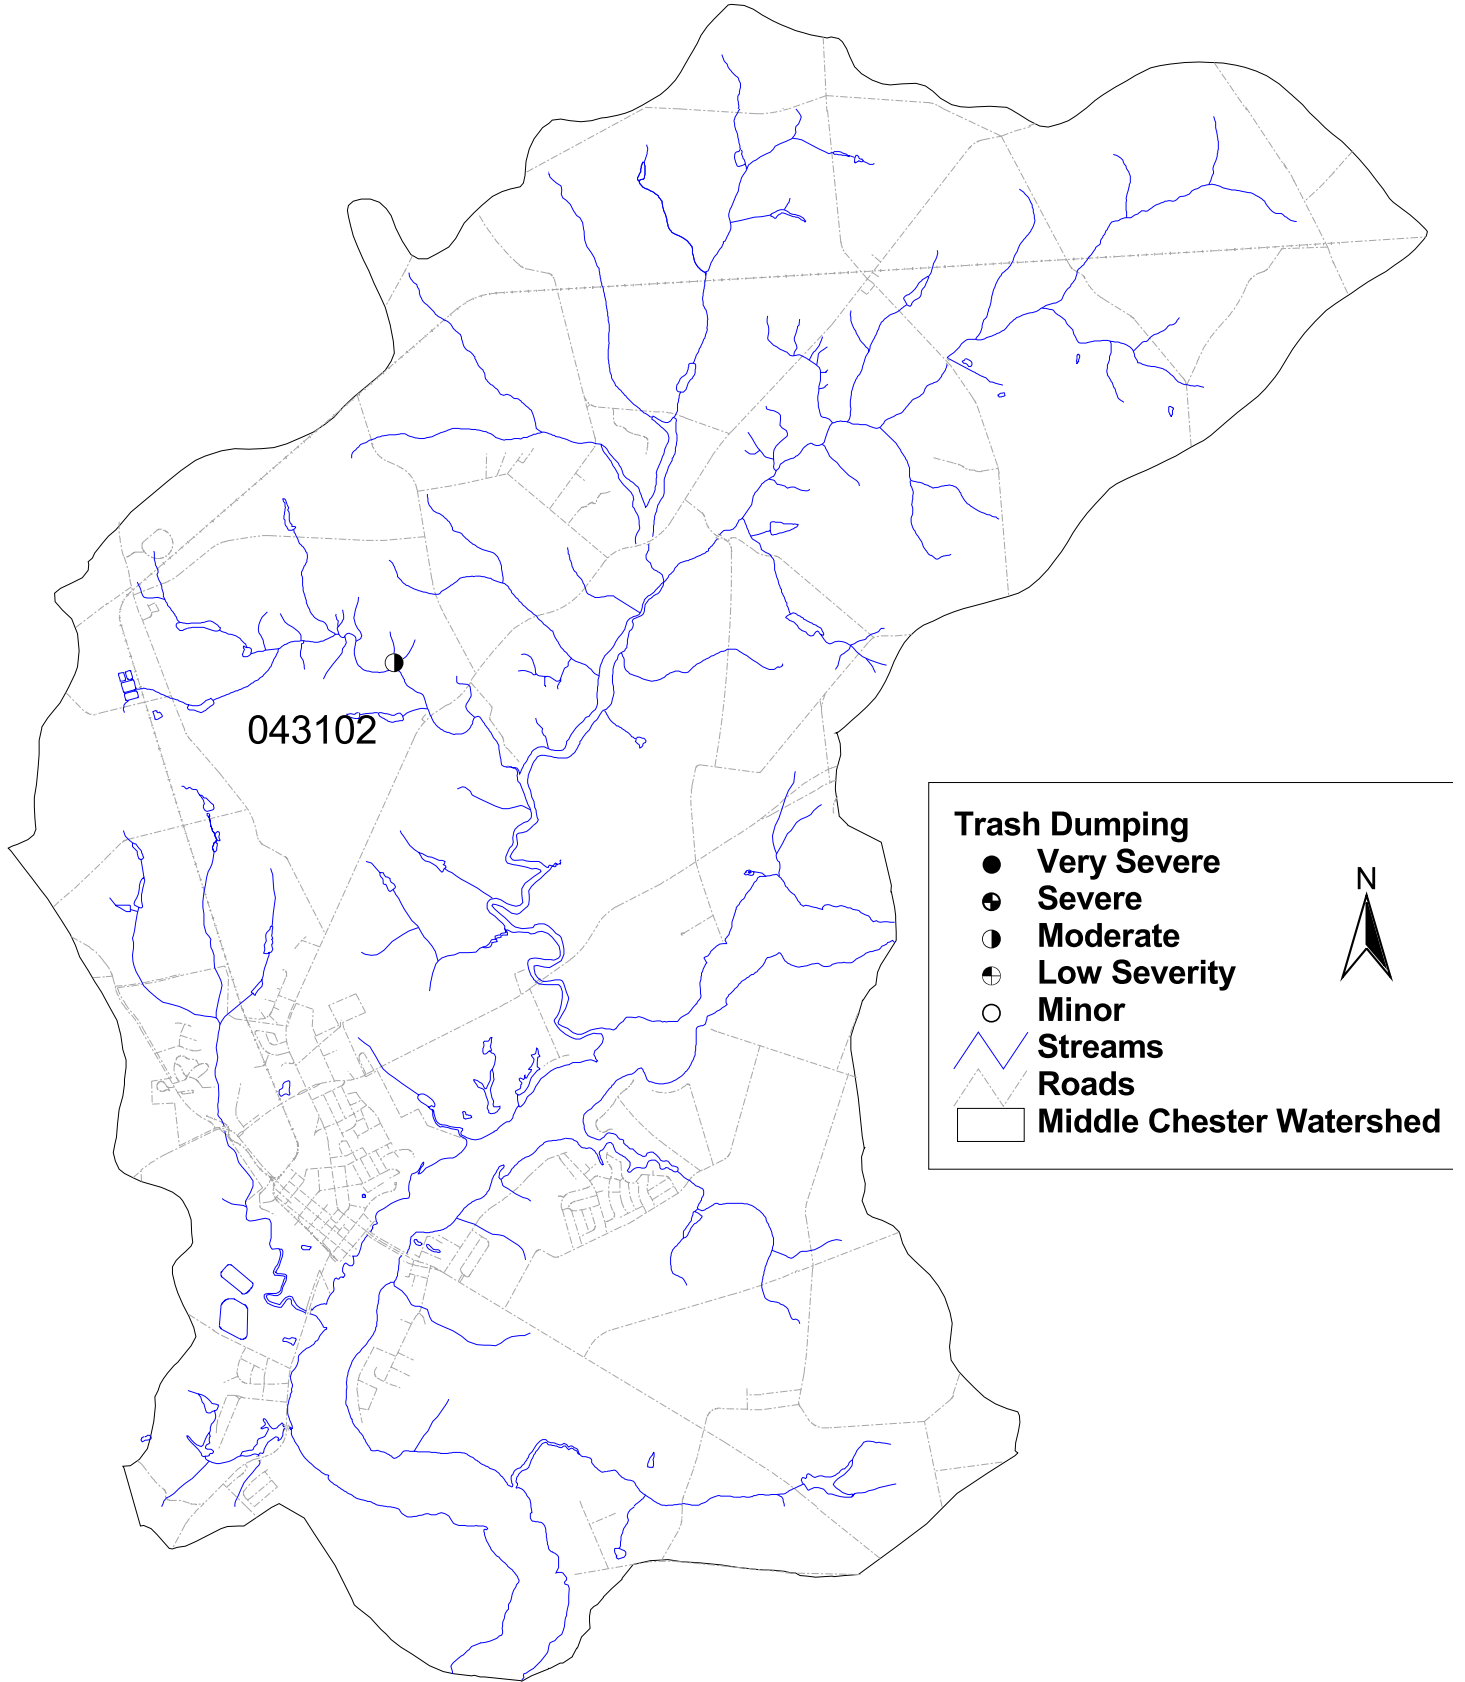 043102
Trash Dumping
Very Severe
Severe
Moderate
Low Severity
Minor
Streams
Roads
Middle Chester Watershed
N